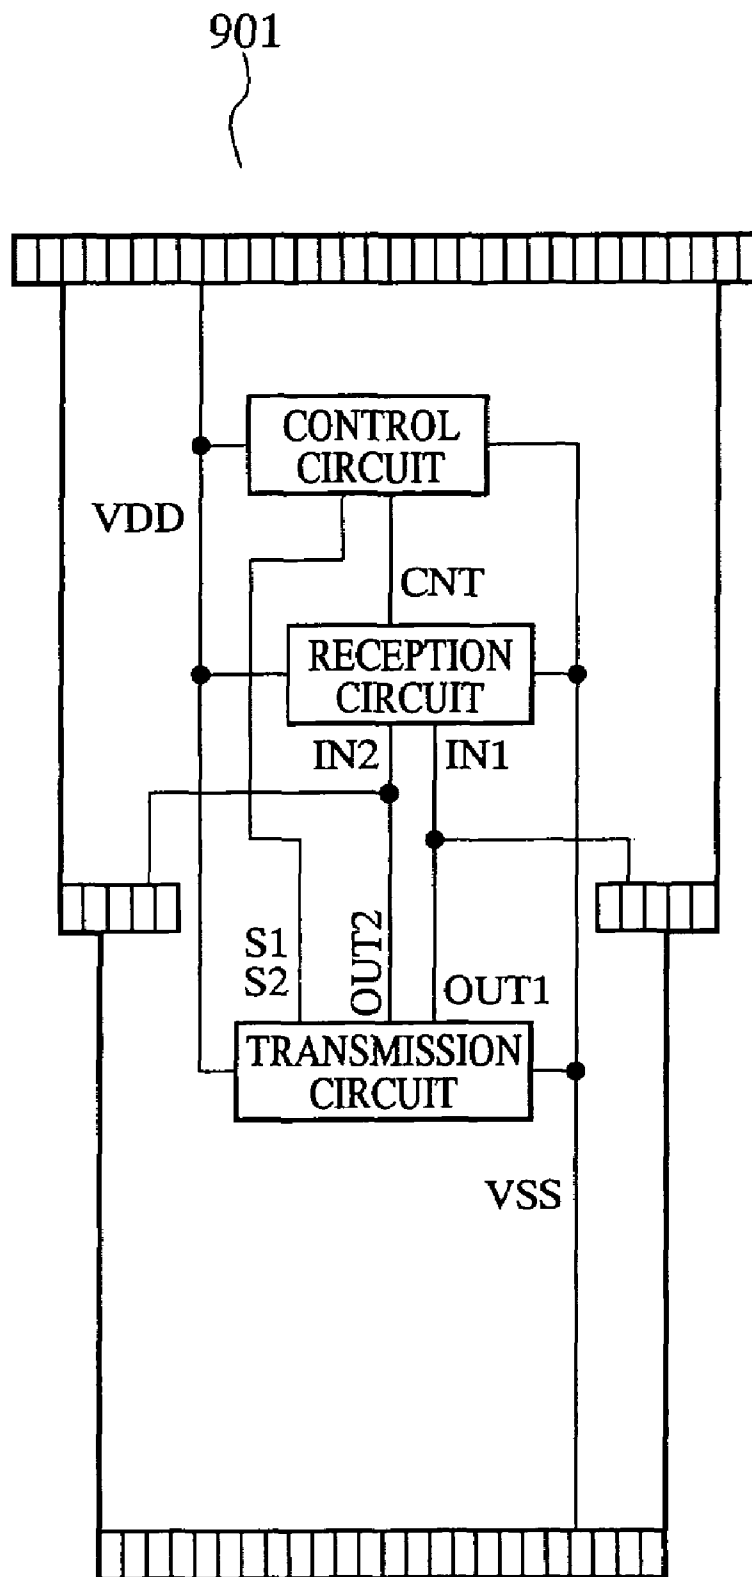 901
CONTROL
CIRCUIT
VDD
CNT
RECEPTION
CIRCUIT
IN2
IN1
S1
S2
OUT2
OUT1
TRANSMISSION
CIRCUIT
VSS